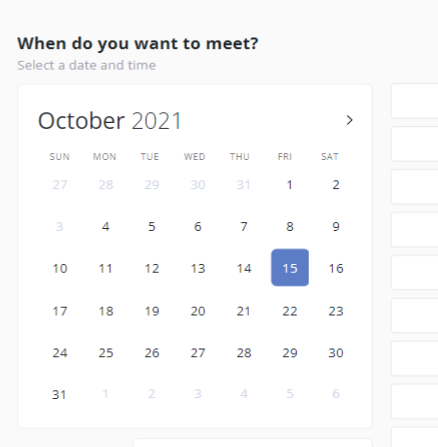 When do you want to meet?
Select a date and time
October 2021
SUN MON TUE WED THU FRI SAT
27 28 29 30 31 1 2
3 4 5 6 7 8 9
10 11 12 13 14 15 16
17 18 19 20 21 22 23
24 25 26 27 28 29 30
31 1 2 3 4 5 6